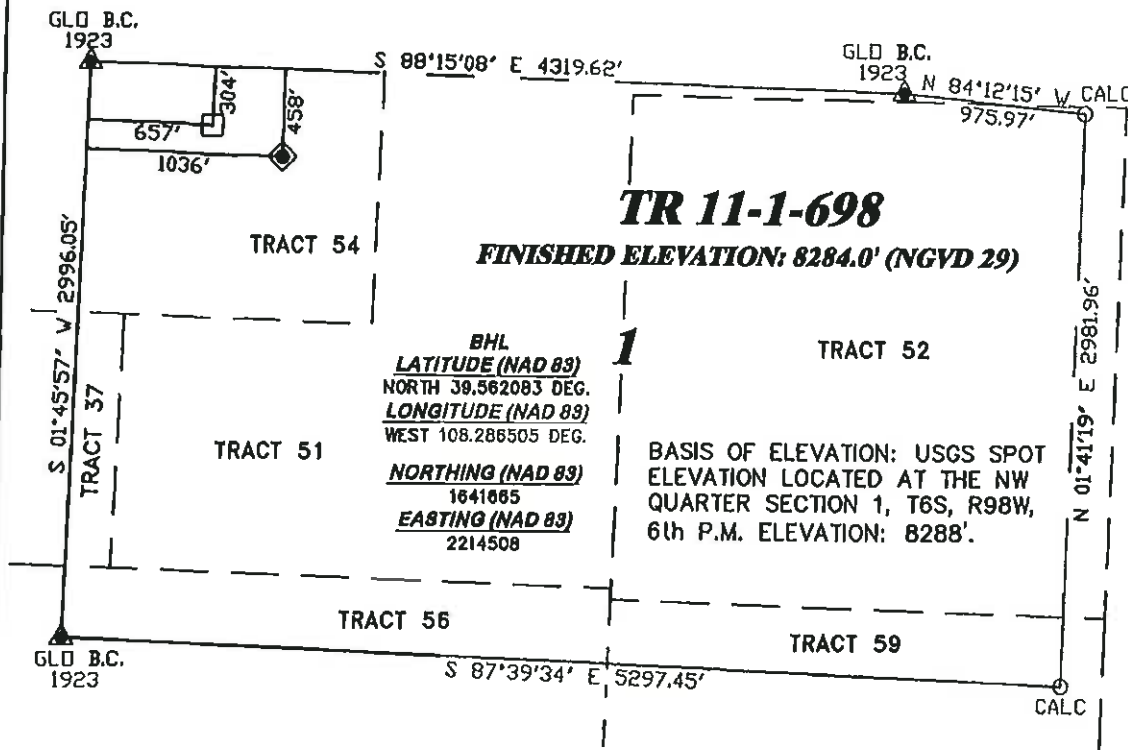 GLO B.C.
1923
S 88°15'08" E 4319.62'
GLO B.C.
1923
N 84°12'15" W
975.97'
CALC
304'
458'
657'
1036'
TR 11-1-698
FINISHED ELEVATION: 8284.0' (NGVD 29)
TRACT 54
S 01°45'57" W 2996.05'
TRACT 37
TRACT 51
BHL
LATITUDE (NAD 83)
NORTH 39.562083 DEG.
LONGITUDE (NAD 83)
WEST 108.286505 DEG.
NORTHING (NAD 83)
1641665
EASTING (NAD 83)
2214508
1
TRACT 52
N 01°41'19" E 2981.96'
BASIS OF ELEVATION: USGS SPOT
ELEVATION LOCATED AT THE NW
QUARTER SECTION 1, T6S, R98W,
6th P.M. ELEVATION: 8288'.
TRACT 56
TRACT 59
GLO B.C.
1923
S 87°39'34" E 5297.45'
CALC